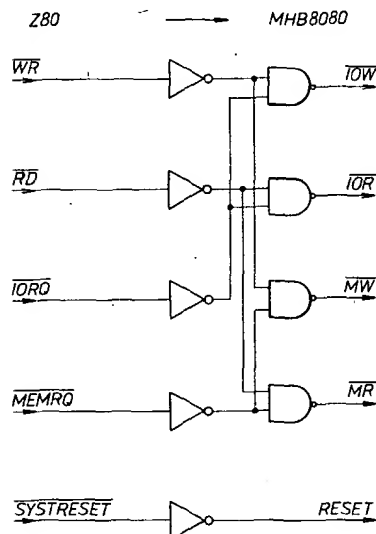 Z80 MHB8080
WR IOW
RD IOR
IORQ MW
MEMRQ MR
SYSTRESET RESET